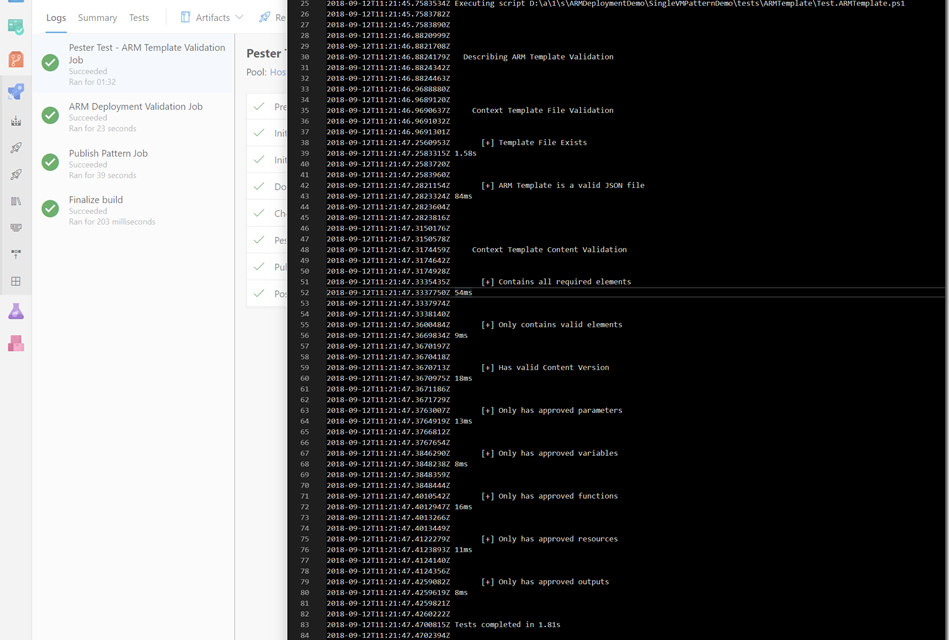 Logs Summary Tests Artifacts Re
Pester Test - ARM Template Validation
Job
Succeeded
Ran for 01:32
ARM Deployment Validation Job
Succeeded
Ran for 23 seconds
Publish Pattern Job
Succeeded
Ran for 39 seconds
Finalize build
Succeeded
Ran for 203 milliseconds
Pester
Pool: Hos
Pre
Init
Init
Do
Che
Pes
Pul
Pos
25 2018-09-12T11:21:45.7583534Z Executing script D:\a\1\s\ARMDeploymentDemo\SingleVMPatternDemo\tests\ARMTemplate\Test.ARMTemplate.ps1
26 2018-09-12T11:21:45.7583782Z
27 2018-09-12T11:21:45.7583890Z
28 2018-09-12T11:21:46.8820999Z
29 2018-09-12T11:21:46.8821708Z
30 2018-09-12T11:21:46.8824179Z Describing ARM Template Validation
31 2018-09-12T11:21:46.8824342Z
32 2018-09-12T11:21:46.8824463Z
33 2018-09-12T11:21:46.9688880Z
34 2018-09-12T11:21:46.9689120Z
35 2018-09-12T11:21:46.9690637Z Context Template File Validation
36 2018-09-12T11:21:46.9691032Z
37 2018-09-12T11:21:46.9691301Z
38 2018-09-12T11:21:47.2560953Z [+] Template File Exists
39 2018-09-12T11:21:47.2583315Z 1.58s
40 2018-09-12T11:21:47.2583720Z
41 2018-09-12T11:21:47.2583960Z
42 2018-09-12T11:21:47.2821154Z [+] ARM Template is a valid JSON file
43 2018-09-12T11:21:47.2823324Z 84ms
44 2018-09-12T11:21:47.2823604Z
45 2018-09-12T11:21:47.2823816Z
46 2018-09-12T11:21:47.3150176Z
47 2018-09-12T11:21:47.3150578Z
48 2018-09-12T11:21:47.3174459Z Context Template Content Validation
49 2018-09-12T11:21:47.3174642Z
50 2018-09-12T11:21:47.3174928Z
51 2018-09-12T11:21:47.3335435Z [+] Contains all required elements
52 2018-09-12T11:21:47.3337750Z 54ms
53 2018-09-12T11:21:47.3337974Z
54 2018-09-12T11:21:47.3338140Z
55 2018-09-12T11:21:47.3600484Z [+] Only contains valid elements
56 2018-09-12T11:21:47.3669834Z 9ms
57 2018-09-12T11:21:47.3670197Z
58 2018-09-12T11:21:47.3670418Z
59 2018-09-12T11:21:47.3670713Z [+] Has valid Content Version
60 2018-09-12T11:21:47.3670975Z 18ms
61 2018-09-12T11:21:47.3671186Z
62 2018-09-12T11:21:47.3671729Z
63 2018-09-12T11:21:47.3763007Z [+] Only has approved parameters
64 2018-09-12T11:21:47.3764919Z 13ms
65 2018-09-12T11:21:47.3766812Z
66 2018-09-12T11:21:47.3767654Z
67 2018-09-12T11:21:47.3846290Z [+] Only has approved variables
68 2018-09-12T11:21:47.3848238Z 8ms
69 2018-09-12T11:21:47.3848359Z
70 2018-09-12T11:21:47.3848444Z
71 2018-09-12T11:21:47.4010542Z [+] Only has approved functions
72 2018-09-12T11:21:47.4012947Z 16ms
73 2018-09-12T11:21:47.4013266Z
74 2018-09-12T11:21:47.4013449Z
75 2018-09-12T11:21:47.4122279Z [+] Only has approved resources
76 2018-09-12T11:21:47.4123893Z 11ms
77 2018-09-12T11:21:47.4124140Z
78 2018-09-12T11:21:47.4124356Z
79 2018-09-12T11:21:47.4259082Z [+] Only has approved outputs
80 2018-09-12T11:21:47.4259619Z 8ms
81 2018-09-12T11:21:47.4259821Z
82 2018-09-12T11:21:47.4260222Z
83 2018-09-12T11:21:47.4700815Z Tests completed in 1.81s
84 2018-09-12T11:21:47.4702394Z